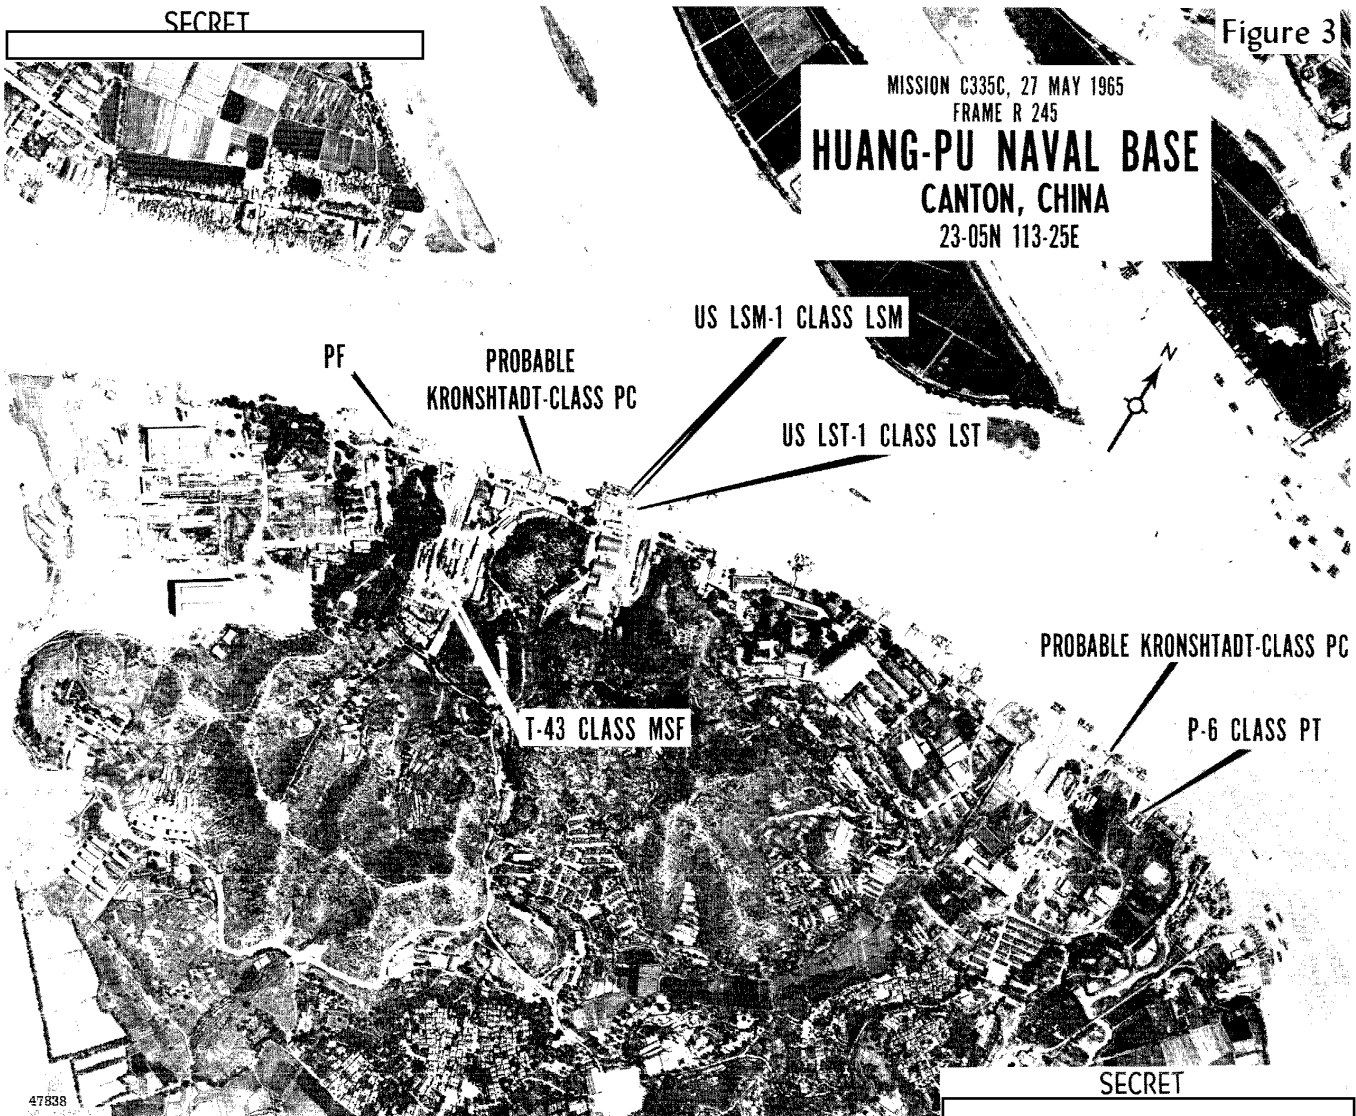 SECRET
Figure 3
MISSION C335C, 27 MAY 1965
FRAME R 245
HUANG-PU NAVAL BASE
CANTON, CHINA
23-05N 113-25E
US LSM-1 CLASS LSM
PF
PROBABLE
KRONSHTADT-CLASS PC
N
US LST-1 CLASS LST
PROBABLE KRONSHTADT-CLASS PC
T-43 CLASS MSF
P-6 CLASS PT
SECRET
47838